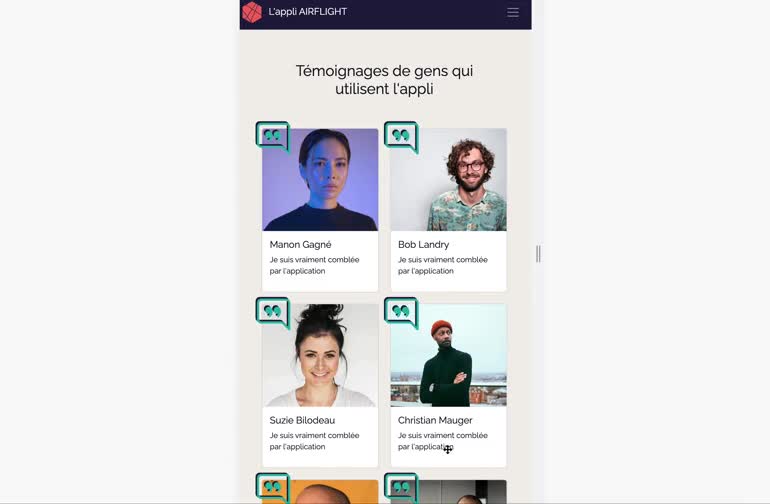 L'appli AIRFLIGHT
Témoignages de gens qui
utilisent l'appli
Manon Gagné
Je suis vraiment comblée
par l'application
Bob Landry
Je suis vraiment comblée
par l'application
Suzie Bilodeau
Je suis vraiment comblée
par l'application
Christian Mauger
Je suis vraiment comblée
par l'application